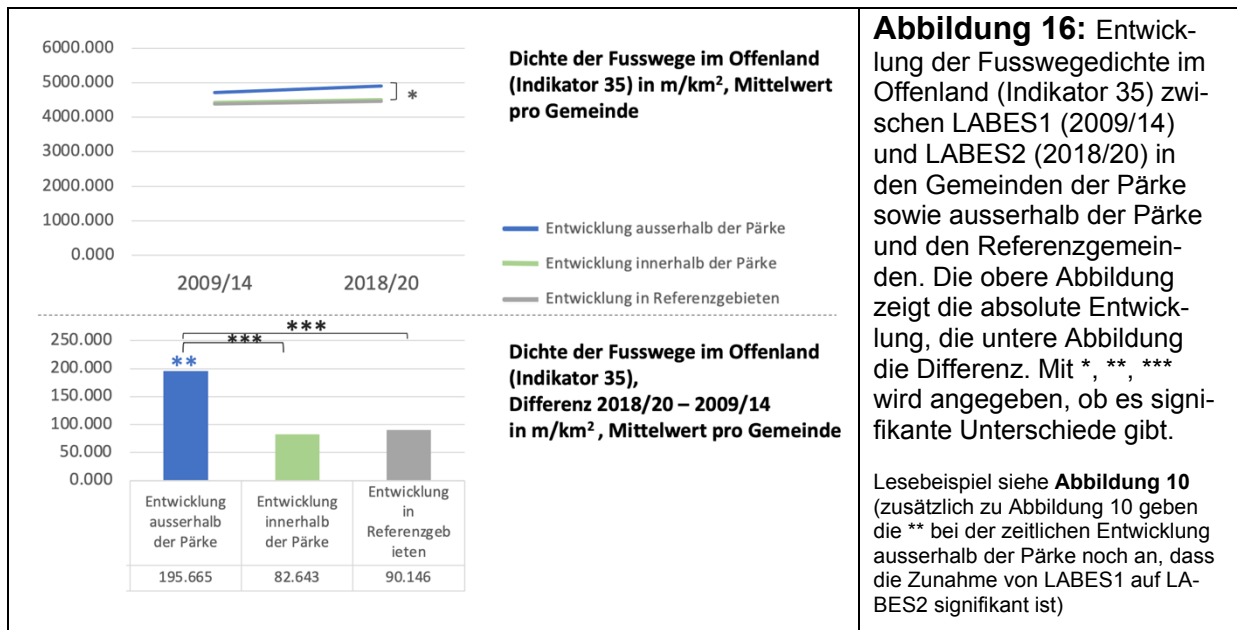 6000.000
5000.000
4000.000
3000.000
2000.000
1000.000
0.000
2009/14
2018/20
*
Dichte der Fusswege im Offenland
(Indikator 35) in m/km², Mittelwert
pro Gemeinde
Entwicklung ausserhalb der Pärke
Entwicklung innerhalb der Pärke
Entwicklung in Referenzgebieten
250.000
200.000
150.000
100.000
50.000
0.000
***
***
**
Entwicklung
ausserhalb
der Pärke
Entwicklung
innerhalb
der Pärke
Entwicklung
in
Referenzgeb
ieten
195.665
82.643
90.146
Dichte der Fusswege im Offenland
(Indikator 35),
Differenz 2018/20 – 2009/14
in m/km² , Mittelwert pro Gemeinde
Abbildung 16: Entwick-
lung der Fusswegedichte im
Offenland (Indikator 35) zwi-
schen LABES1 (2009/14)
und LABES2 (2018/20) in
den Gemeinden der Pärke
sowie ausserhalb der Pärke
und den Referenzgemein-
den. Die obere Abbildung
zeigt die absolute Entwick-
lung, die untere Abbildung
die Differenz. Mit *, **, ***
wird angegeben, ob es signi-
fikante Unterschiede gibt.
Lesebeispiel siehe Abbildung 10
(zusätzlich zu Abbildung 10 geben
die ** bei der zeitlichen Entwicklung
ausserhalb der Pärke noch an, dass
die Zunahme von LABES1 auf LA-
BES2 signifikant ist)